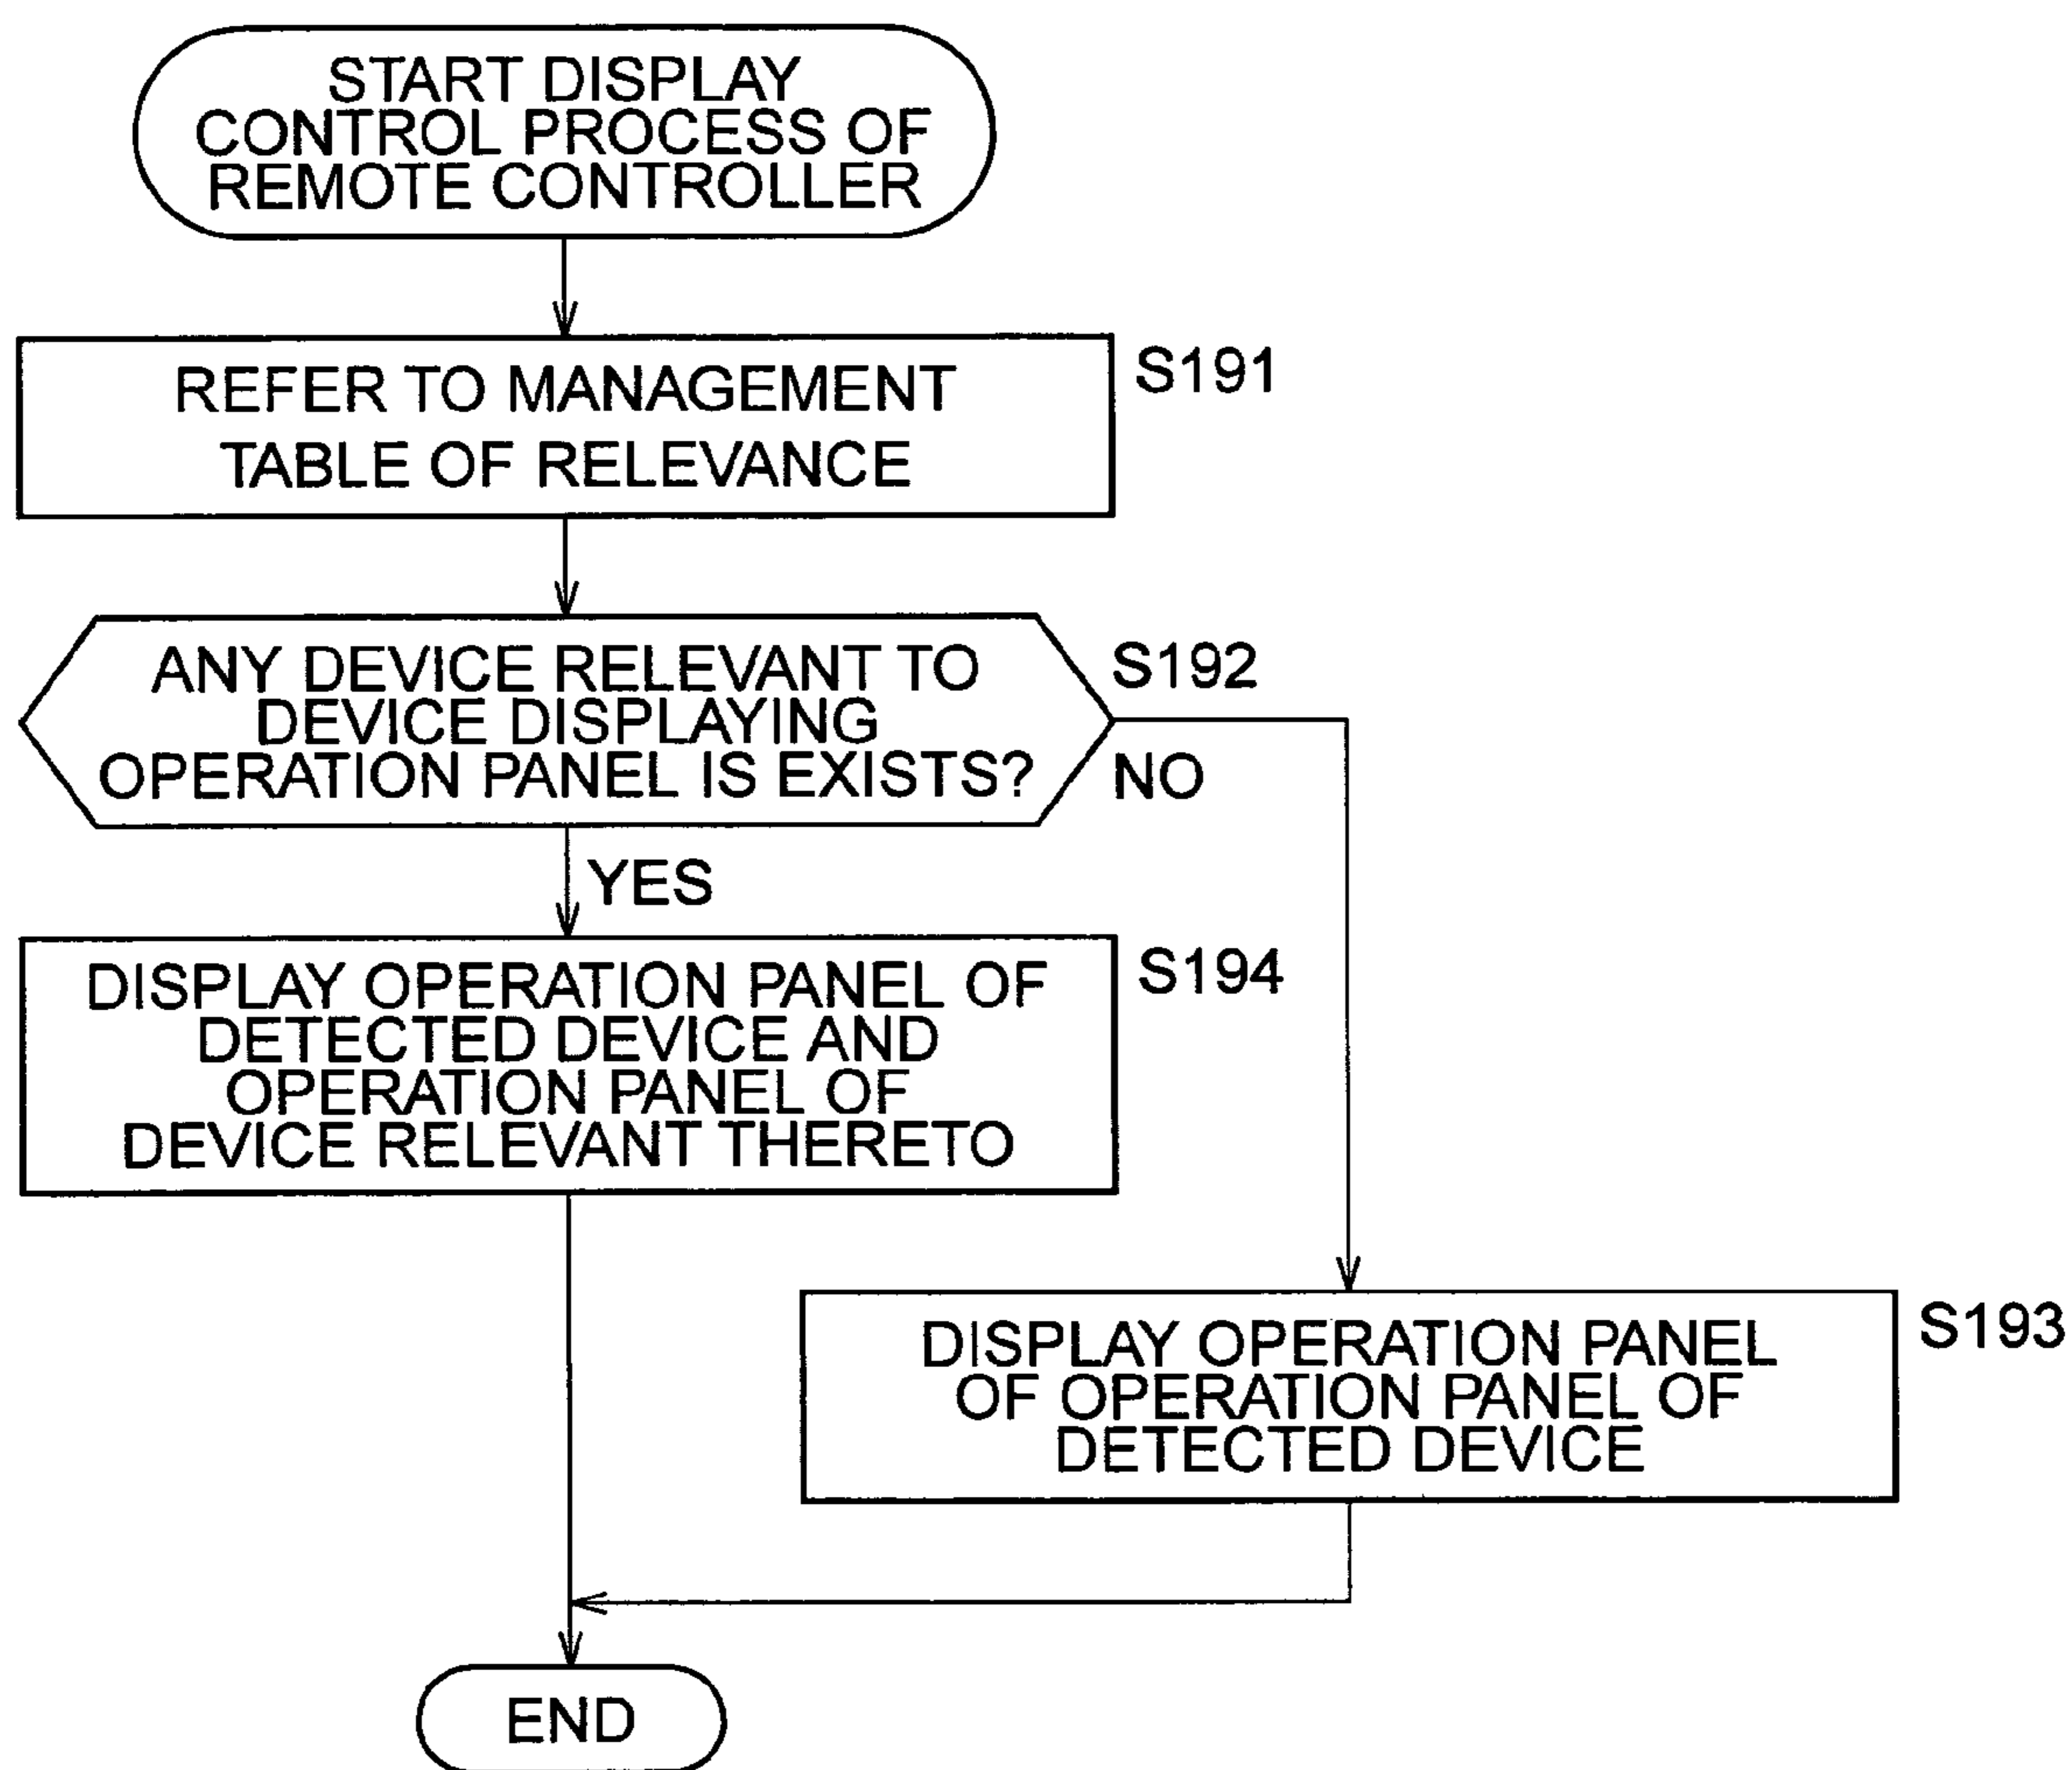 START DISPLAY
CONTROL PROCESS OF
REMOTE CONTROLLER
REFER TO MANAGEMENT
TABLE OF RELEVANCE
S191
ANY DEVICE RELEVANT TO
DEVICE DISPLAYING
OPERATION PANEL IS EXISTS?
S192
NO
YES
DISPLAY OPERATION PANEL OF
DETECTED DEVICE AND
OPERATION PANEL OF
DEVICE RELEVANT THERETO
S194
DISPLAY OPERATION PANEL
OF OPERATION PANEL OF
DETECTED DEVICE
S193
END